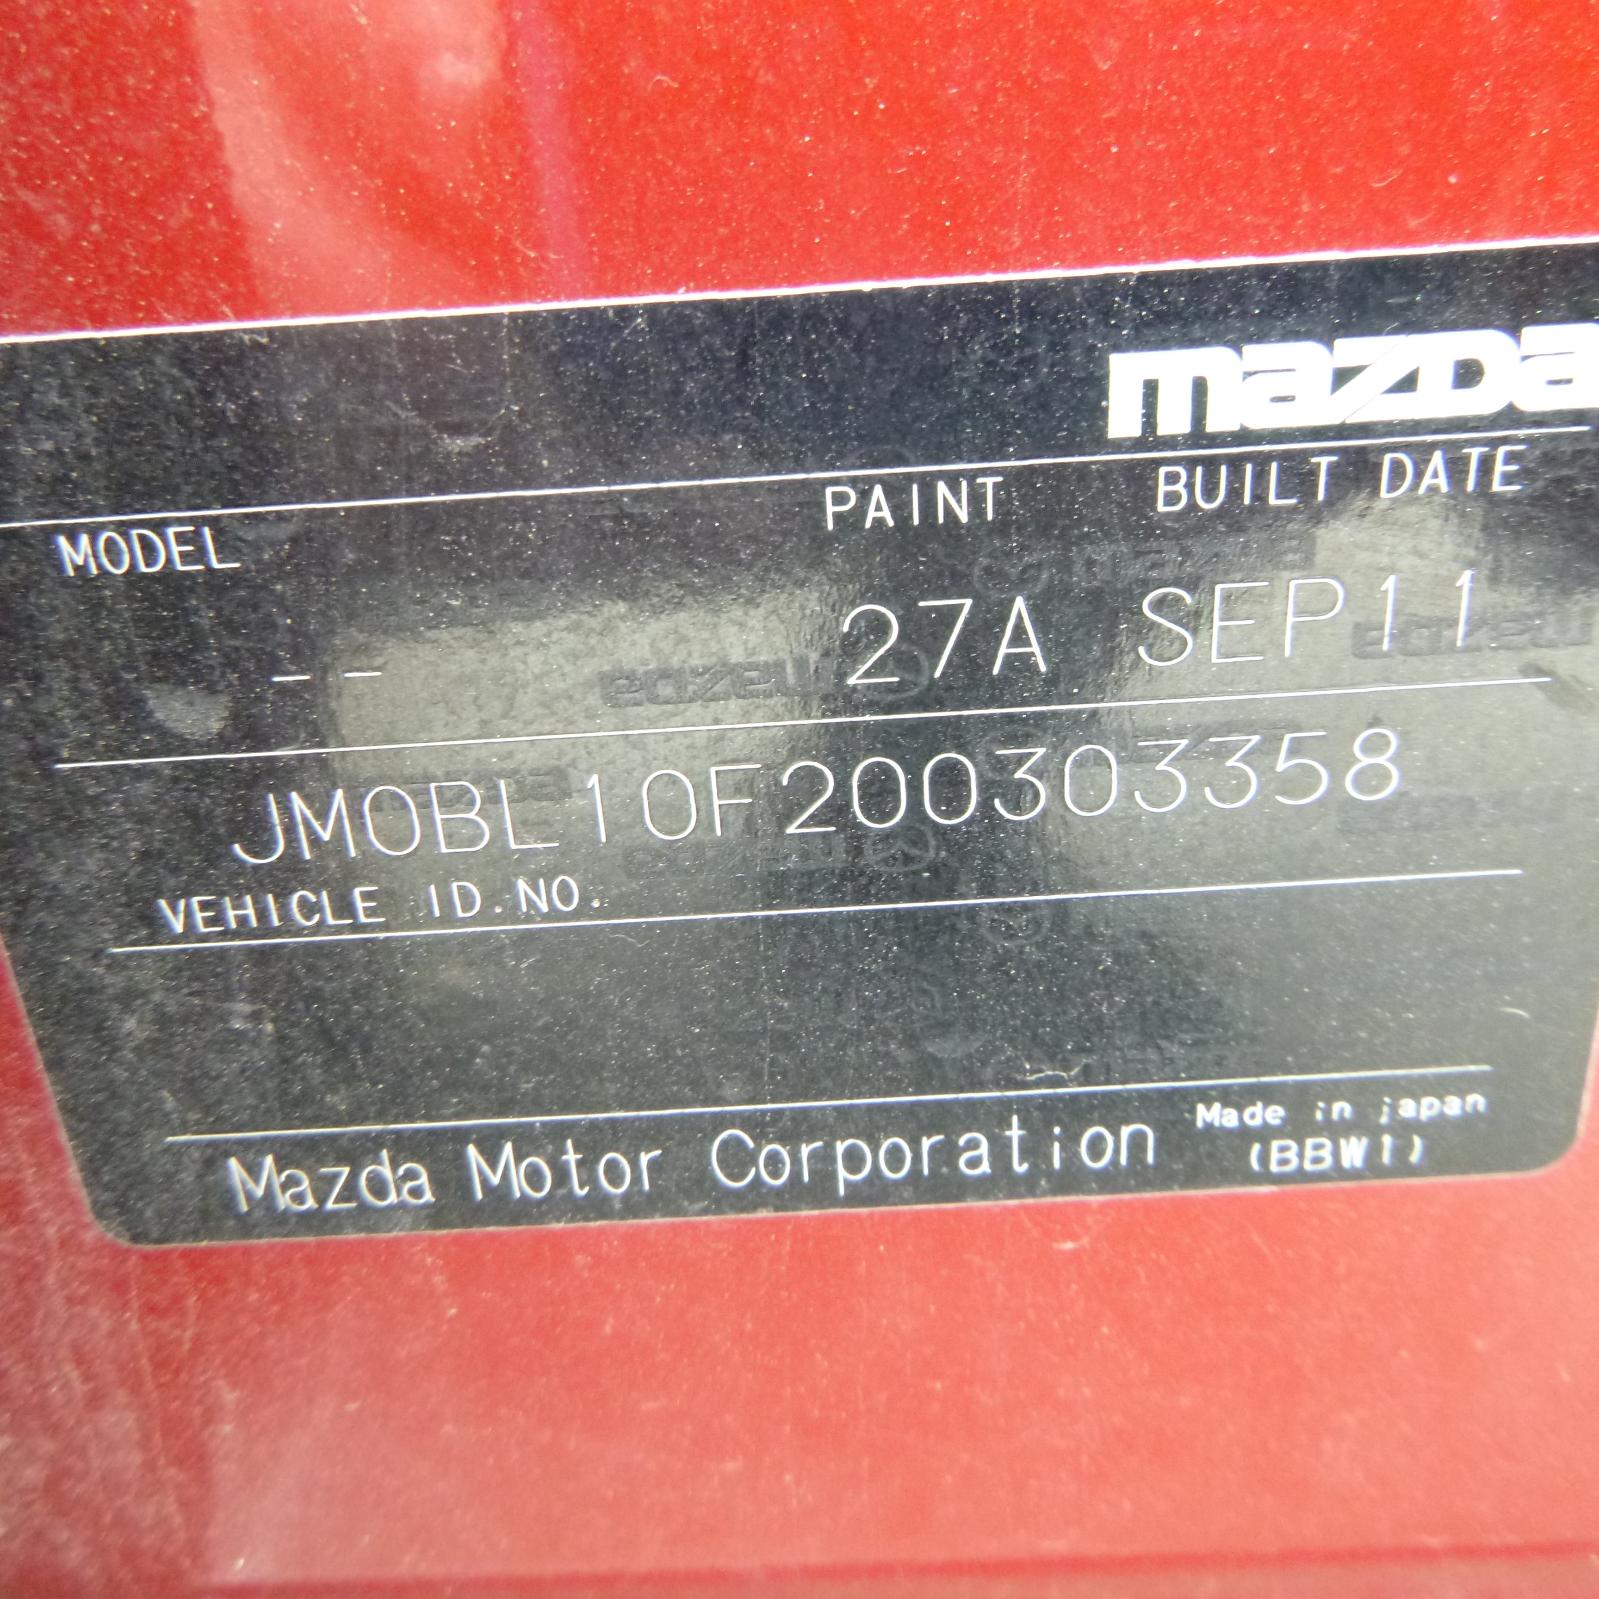 mazda
MODEL PAINT BUILT DATE
-- 27A SEP11
JM0BL10F200303358
VEHICLE ID.NO.
Mazda Motor Corporation Made in japan
(BBW1)